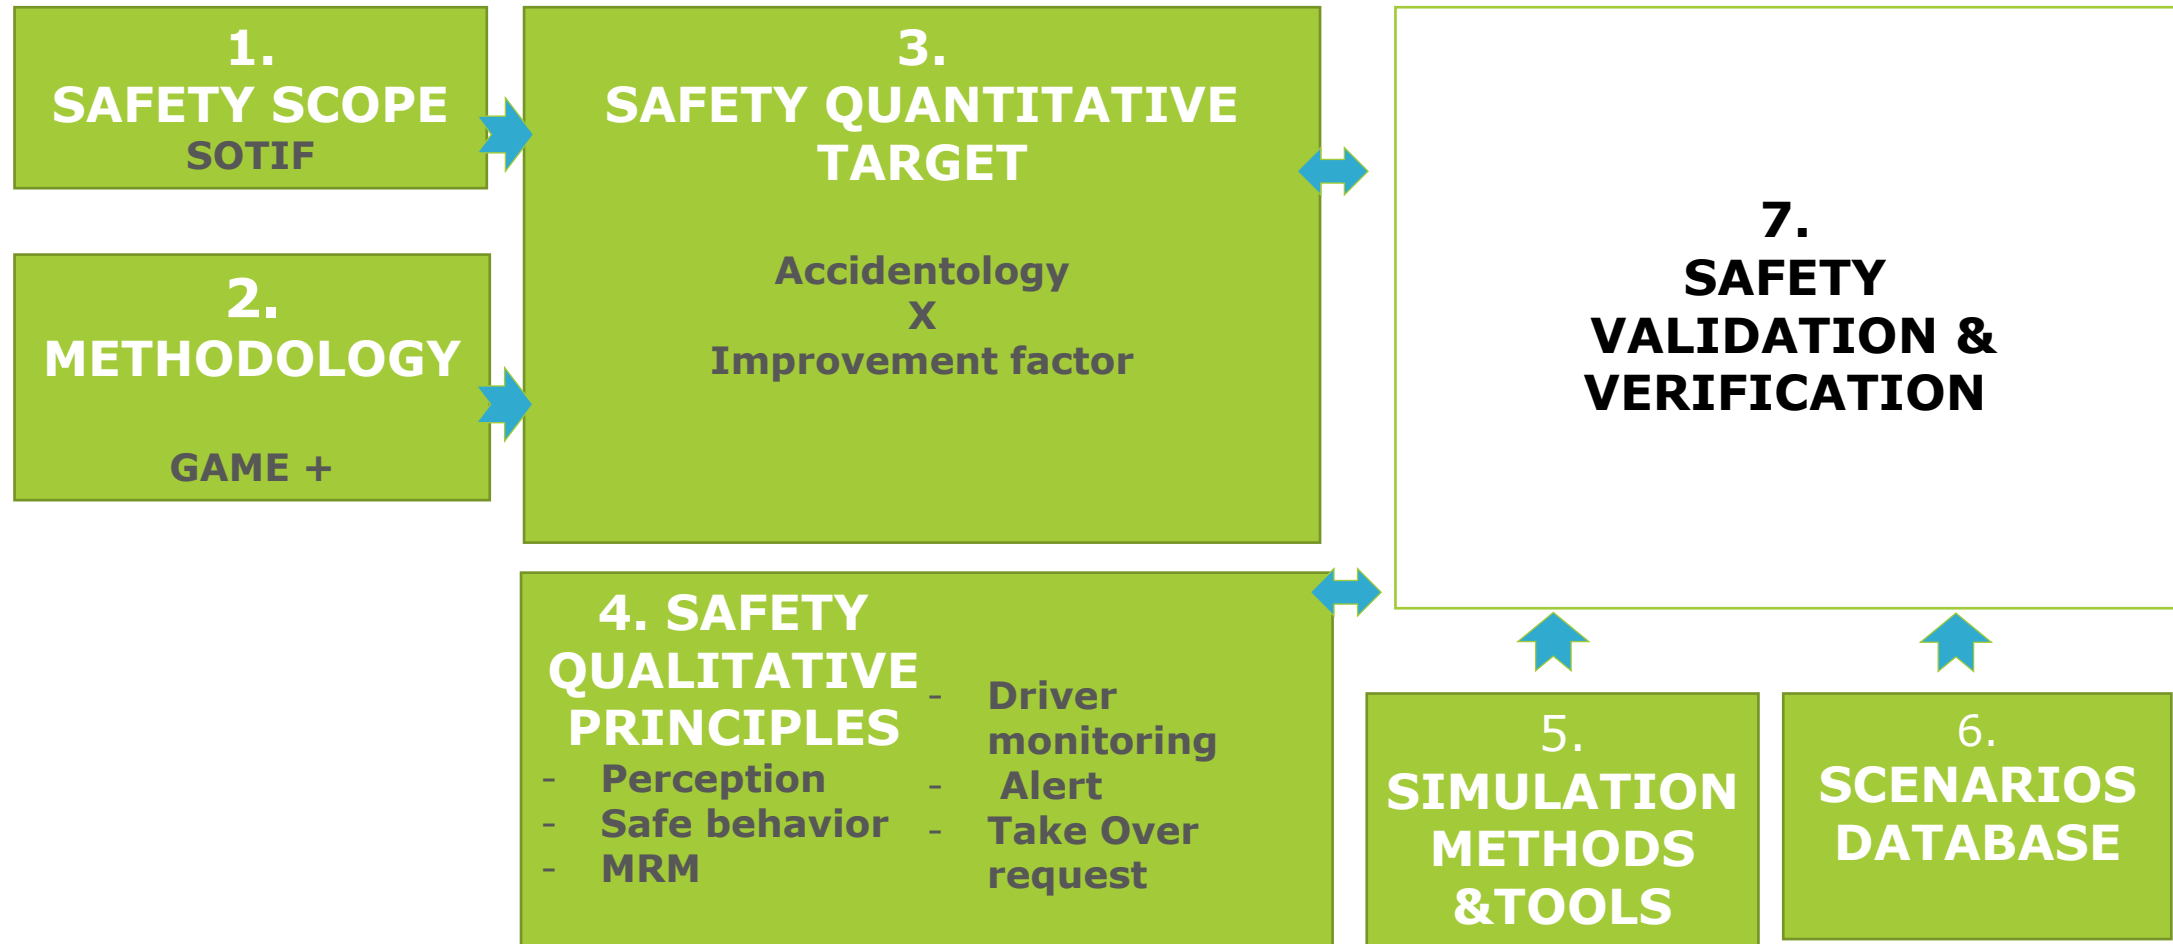 1.
SAFETY SCOPE
SOTIF
2.
METHODOLOGY
GAME +
3.
SAFETY QUANTITATIVE
TARGET
Accidentology
X
Improvement factor
4. SAFETY
QUALITATIVE
PRINCIPLES
- Perception
- Safe behavior
- MRM
- Driver
monitoring
- Alert
- Take Over
request
7.
SAFETY
VALIDATION &
VERIFICATION
5.
SIMULATION
METHODS
&TOOLS
6.
SCENARIOS
DATABASE